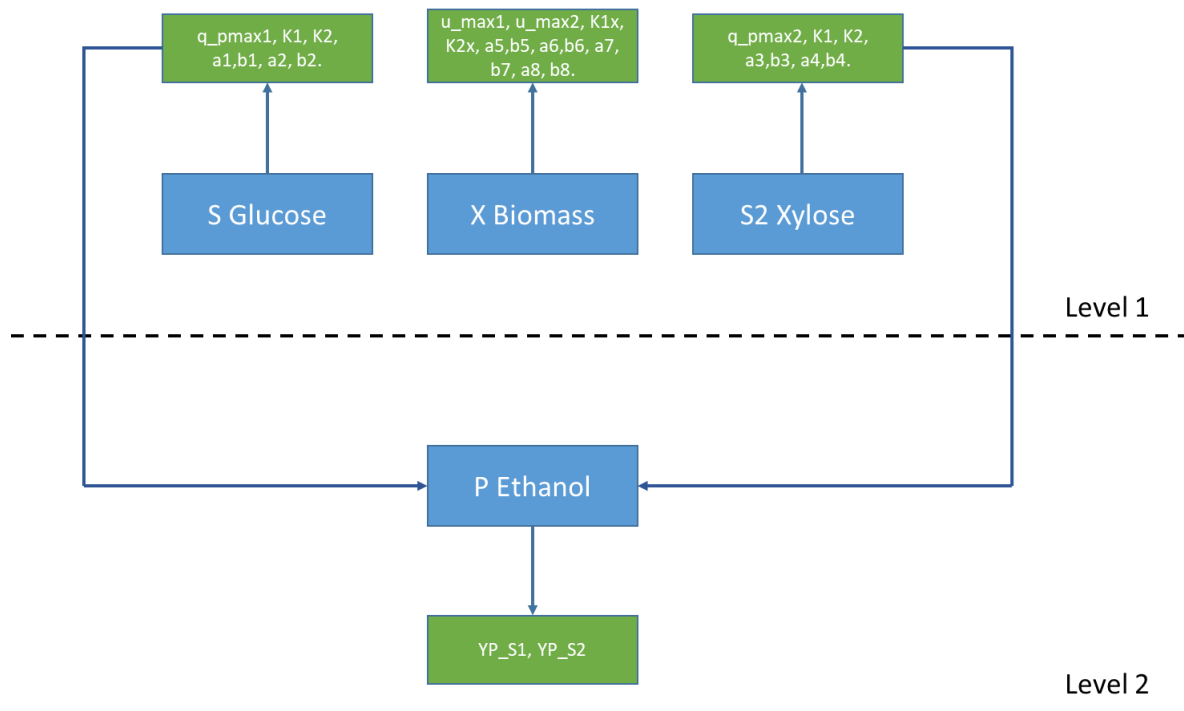 q_pmax1, K1, K2,
a1,b1, a2, b2.
u_max1, u_max2, K1x,
K2x, a5,b5, a6,b6, a7,
b7, a8, b8.
q_pmax2, K1, K2,
a3,b3, a4,b4.
S Glucose
X Biomass
S2 Xylose
Level 1
P Ethanol
YP_S1, YP_S2
Level 2